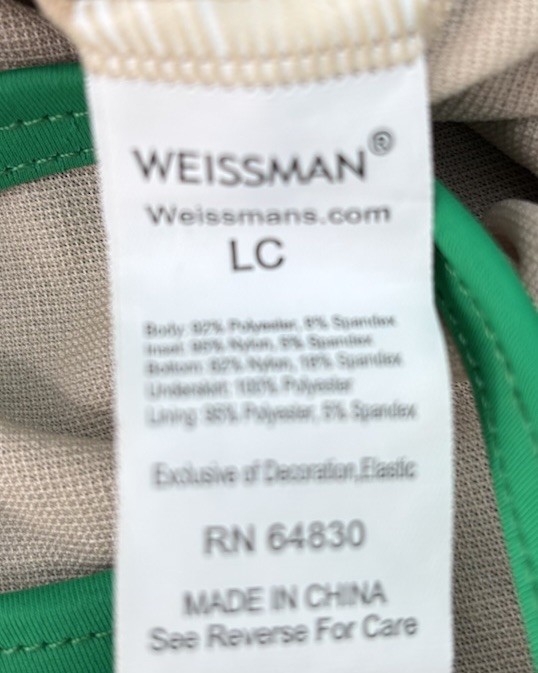 WEISSMAN®
Weissmans.com
LC
Body: 92% Polyester, 8% Spandex
Inset: 95% Nylon, 5% Spandex
Bottom: 82% Nylon, 18% Spandex
Underskirt: 100% Polyester
Lining: 95% Polyester, 5% Spandex
Exclusive of Decoration,Elastic
RN 64830
MADE IN CHINA
See Reverse For Care